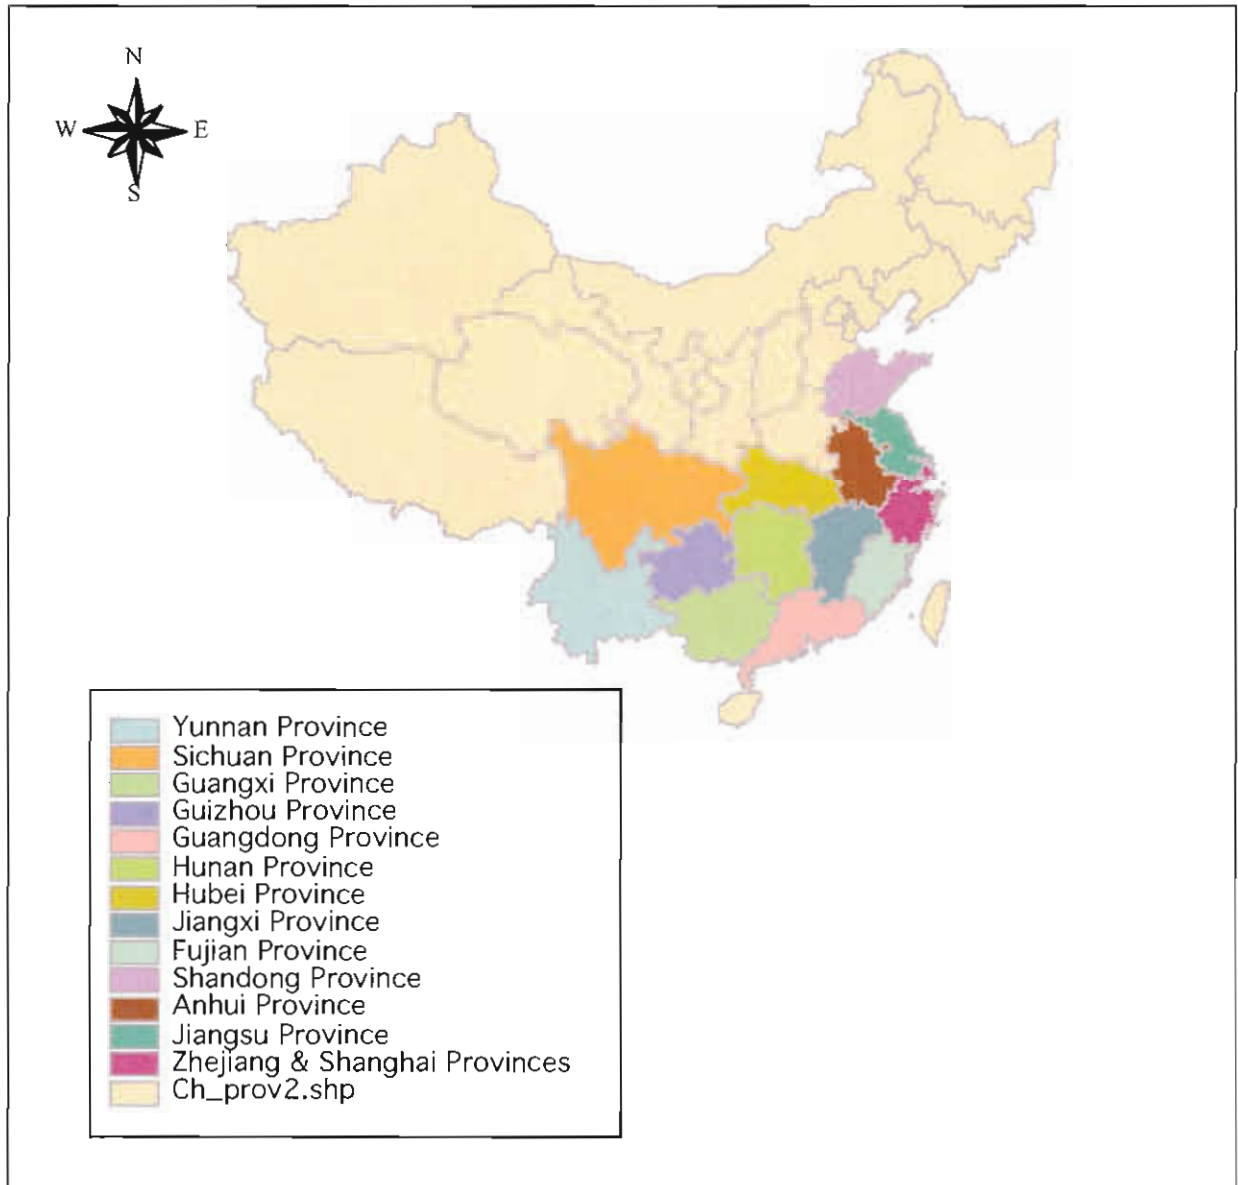 N
W E
S
Yunnan Province
Sichuan Province
Guangxi Province
Guizhou Province
Guangdong Province
Hunan Province
Hubei Province
Jiangxi Province
Fujian Province
Shandong Province
Anhui Province
Jiangsu Province
Zhejiang & Shanghai Provinces
Ch_prov2.shp